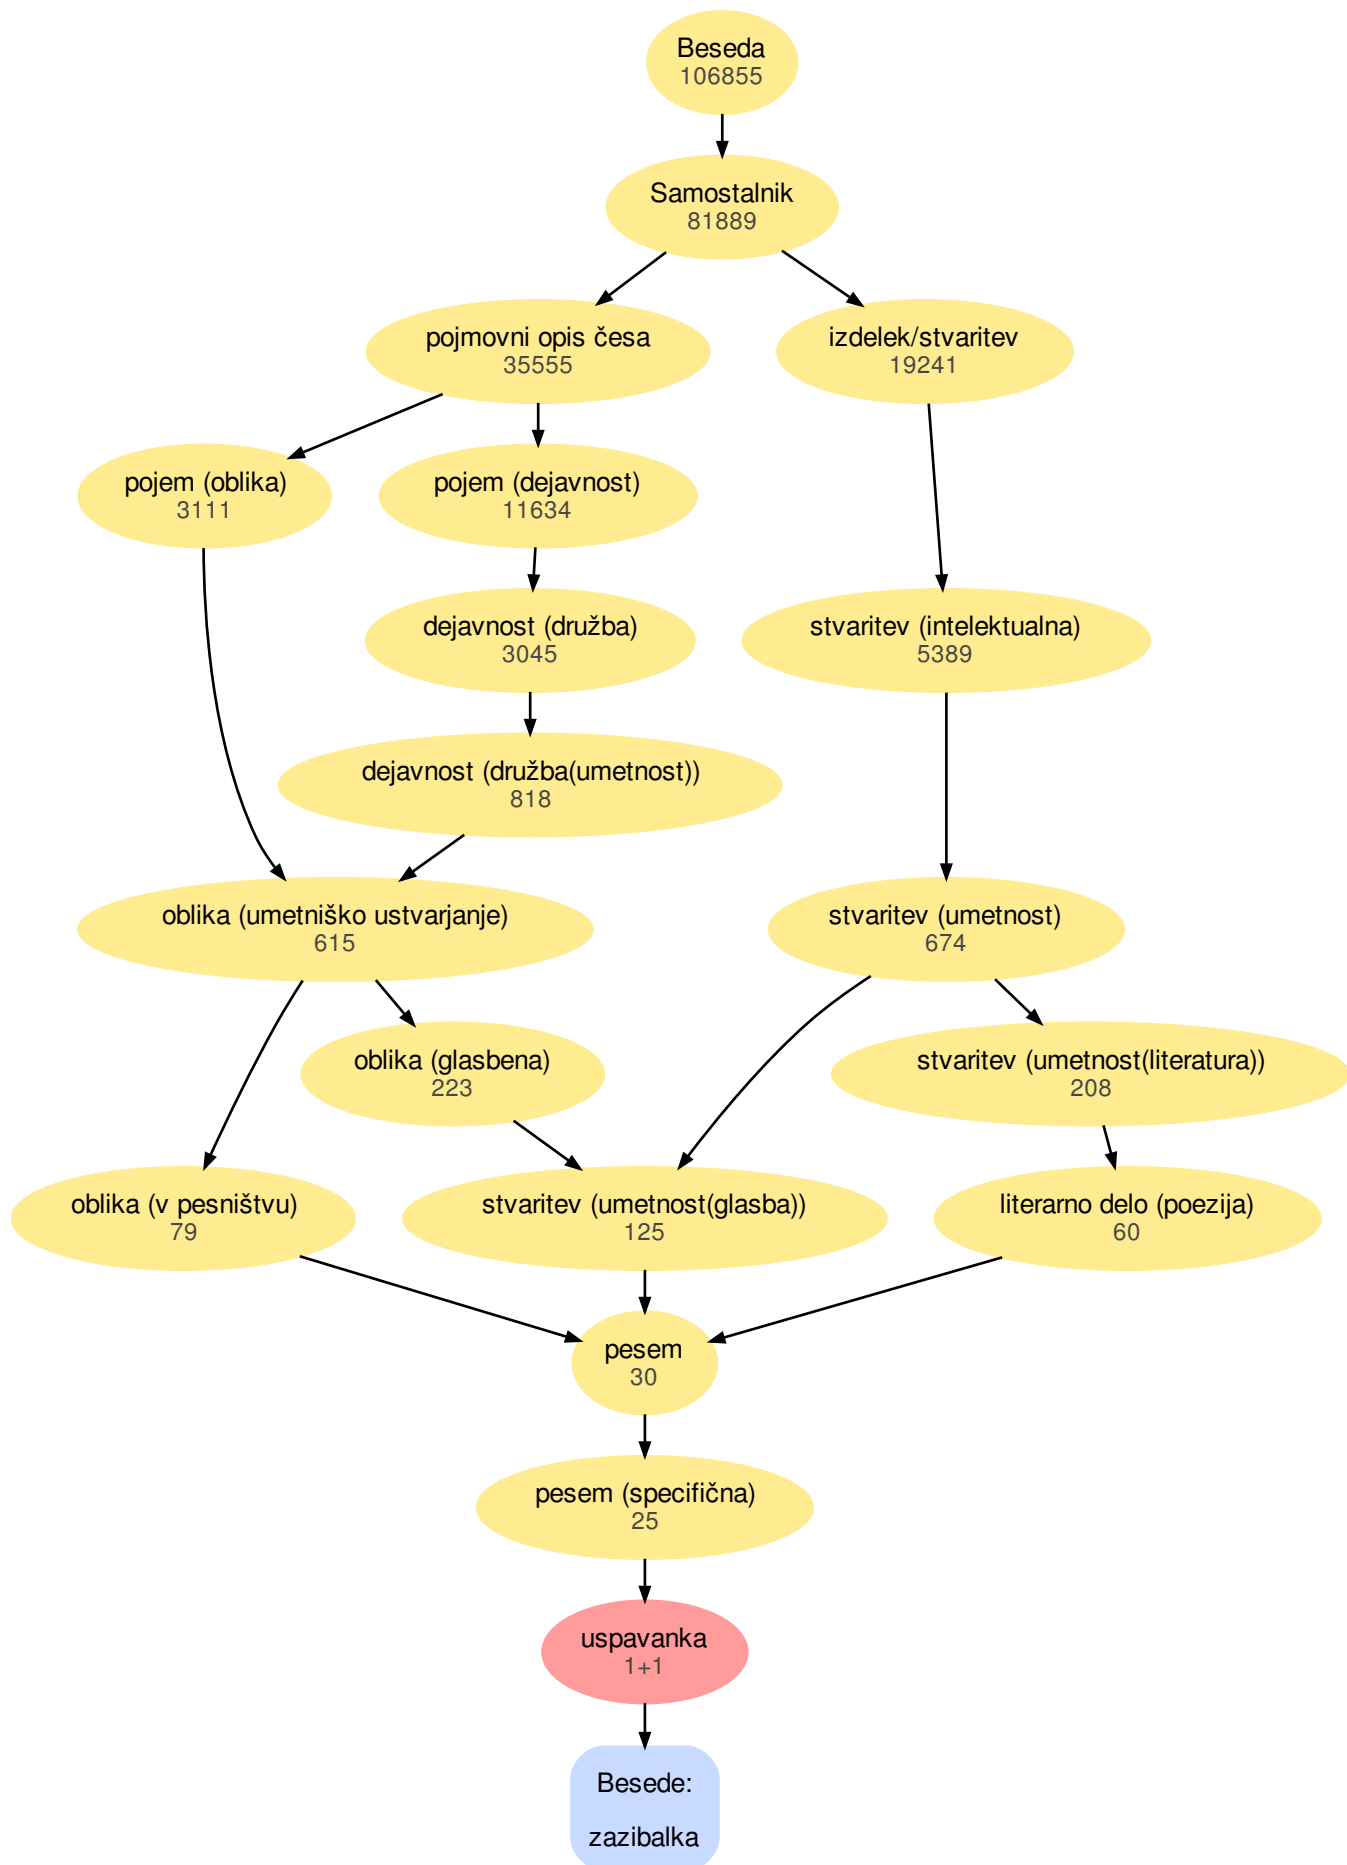 Beseda
106855
Samostalnik
81889
pojmovni opis česa
35555
izdelek/stvaritev
19241
pojem (oblika)
3111
pojem (dejavnost)
11634
dejavnost (družba)
3045
stvaritev (intelektualna)
5389
dejavnost (družba(umetnost))
818
oblika (umetniško ustvarjanje)
615
stvaritev (umetnost)
674
oblika (glasbena)
223
stvaritev (umetnost(literatura))
208
oblika (v pesništvu)
79
stvaritev (umetnost(glasba))
125
literarno delo (poezija)
60
pesem
30
pesem (specifična)
25
uspavanka
1+1
Besede:
zazibalka